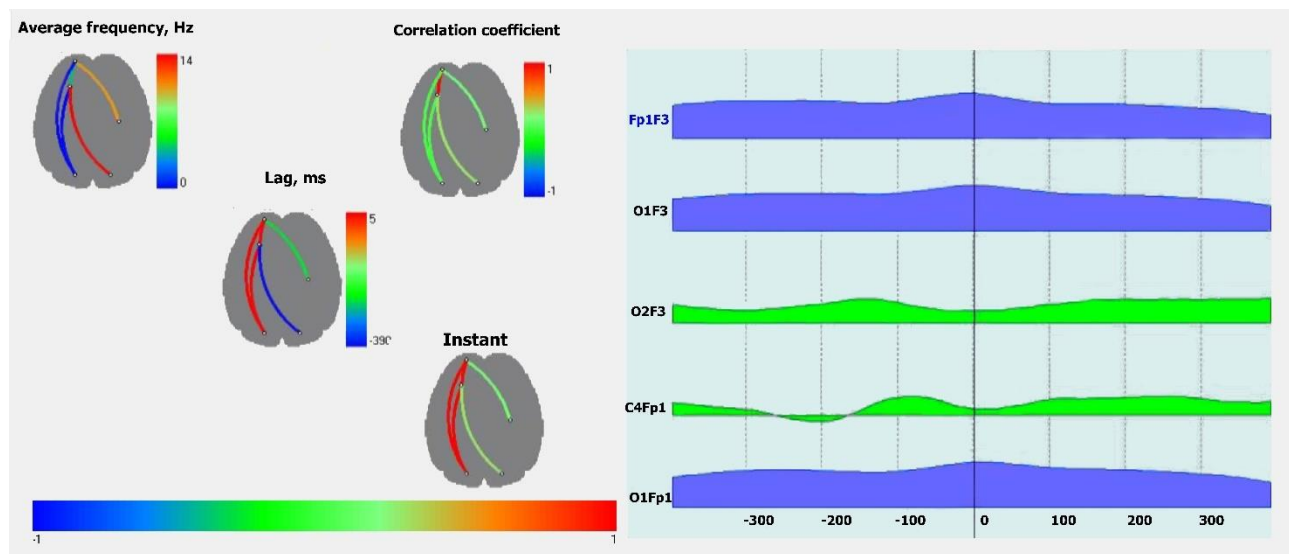 Average frequency, Hz
14
0
Correlation coefficient
1
-1
Lag, ms
5
-390
Instant
-1
1
Fp1F3
O1F3
O2F3
C4Fp1
O1Fp1
-300 -200 -100 0 100 200 300